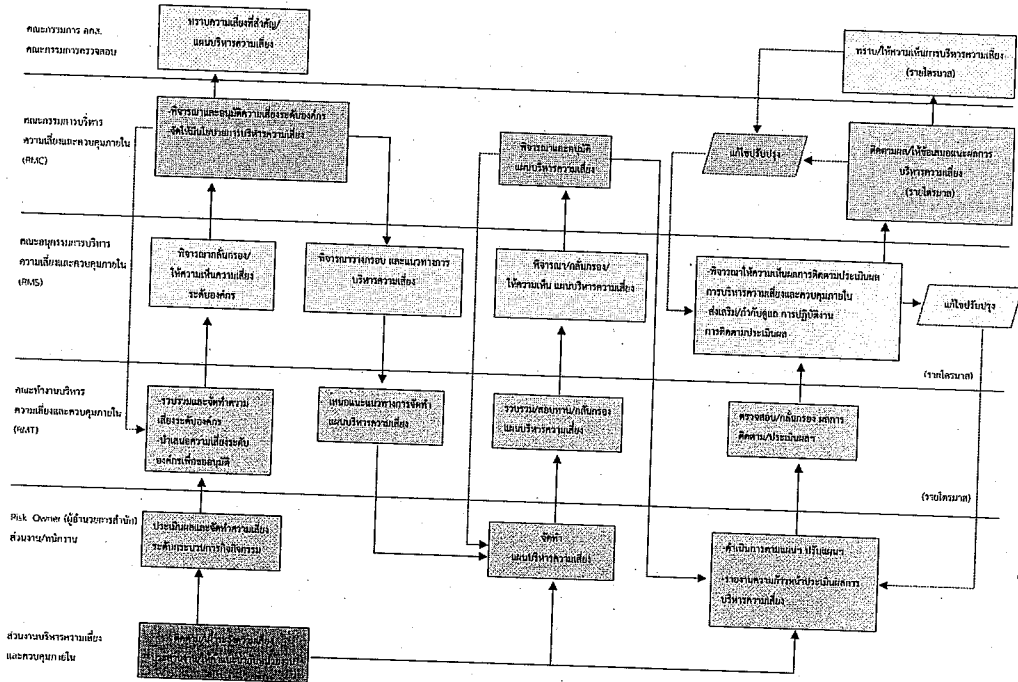 คณะกรรมการ อคส.
คณะกรรมการตรวจสอบ
ทราบความเสี่ยงที่สำคัญ/
แผนบริหารความเสี่ยง
ทราบ/ให้ความเห็นการบริหารความเสี่ยง
(รายไตรมาส)
คณะกรรมการบริหาร
ความเสี่ยงและควบคุมภายใน
(RMC)
-พิจารณาและอนุมัติความเสี่ยงระดับองค์กร
-จัดให้มีนโยบายการบริหารความเสี่ยง
พิจารณาและอนุมัติ
แผนบริหารความเสี่ยง
แก้ไขปรับปรุง
ติดตามผล/ให้ข้อเสนอแนะผลการ
บริหารความเสี่ยง
(รายไตรมาส)
คณะอนุกรรมการบริหาร
ความเสี่ยงและควบคุมภายใน
(RMS)
พิจารณากลั่นกรอง/
ให้ความเห็นความเสี่ยง
ระดับองค์กร
พิจารณาวางกรอบ และแนวทางการ
บริหารความเสี่ยง
พิจารณา/กลั่นกรอง/
ให้ความเห็น แผนบริหารความเสี่ยง
-พิจารณาให้ความเห็นผลการติดตามประเมินผล
การบริหารความเสี่ยงและควบคุมภายใน
ส่งเสริม/กำกับดูแล การปฏิบัติงาน
การติดตามประเมินผล
แก้ไขปรับปรุง
(รายไตรมาส)
คณะทำงานบริหาร
ความเสี่ยงและควบคุมภายใน
(RMT)
-รวบรวมและจัดทำความ
เสี่ยงระดับองค์กร
-นำเสนอความเสี่ยงระดับ
องค์กรเพื่อขออนุมัติ
เสนอแนะแนวทางการจัดทำ
แผนบริหารความเสี่ยง
รวบรวม/สอบทาน/กลั่นกรอง
แผนบริหารความเสี่ยง
ตรวจสอบ/กลั่นกรอง ผลการ
ติดตาม/ประเมินผลฯ
(รายไตรมาส)
Risk Owner (ผู้อำนวยการสำนัก)
ส่วนงาน/พนักงาน
ประเมินผลและจัดทำความเสี่ยง
ระดับกระบวนการกิจกรรม
จัดทำ
แผนบริหารความเสี่ยง
-ดำเนินการตามแผนฯ ปรับแผนฯ
-รายงานความก้าวหน้าประเมินผลการ
บริหารความเสี่ยง
ส่วนงานบริหารความเสี่ยง
และควบคุมภายใน